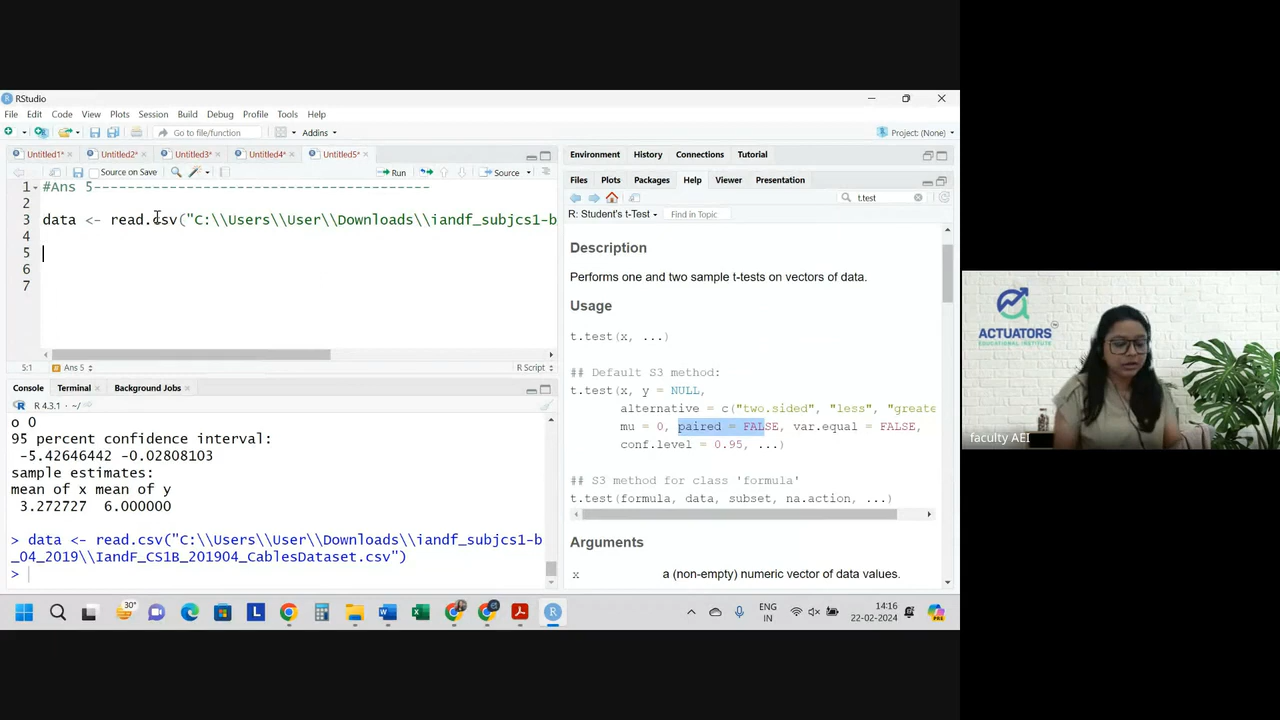 RStudio
File Edit Code View Plots Session Build Debug Profile Tools Help
Go to file/function Addins Project: (None)
Untitled1* Untitled2* Untitled3* Untitled4* Untitled5*
Source on Save Run Source
1 #Ans 5----------------------------------------
2
3 data <- read.csv("C:\\Users\\User\\Downloads\\iandf_subjcs1-b
4
5
6
7
5:1 Ans 5 R Script
Console Terminal Background Jobs
R 4.3.1 · ~/
o 0
95 percent confidence interval:
-5.42646442 -0.02808103
sample estimates:
mean of x mean of y
3.272727 6.000000
> data <- read.csv("C:\\Users\\User\\Downloads\\iandf_subjcs1-b
_04_2019\\IandF_CS1B_201904_CablesDataset.csv")
>
Environment History Connections Tutorial
Files Plots Packages Help Viewer Presentation
t.test
R: Student's t-Test Find in Topic
Description
Performs one and two sample t-tests on vectors of data.
Usage
t.test(x, ...)
## Default S3 method:
t.test(x, y = NULL,
alternative = c("two.sided", "less", "greate
mu = 0, paired = FALSE, var.equal = FALSE,
conf.level = 0.95, ...)
## S3 method for class 'formula'
t.test(formula, data, subset, na.action, ...)
Arguments
x a (non-empty) numeric vector of data values.
ACTUATORS
EDUCATIONAL INSTITUTE
faculty AEI
30°
ENG
IN
14:16
22-02-2024